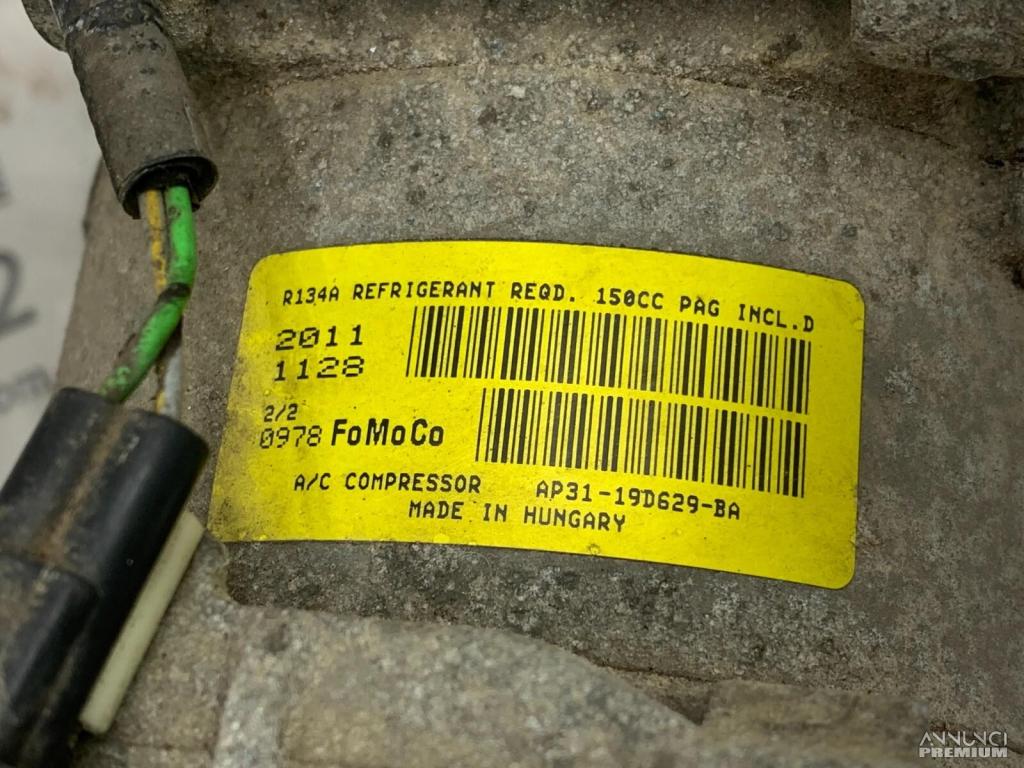 R134A REFRIGERANT REQD. 150CC PAG INCL.D
2011
1128
2/2
0978 FoMoCo
A/C COMPRESSOR AP31-19D629-BA
MADE IN HUNGARY
2
ANNUNCI
PREMIUM